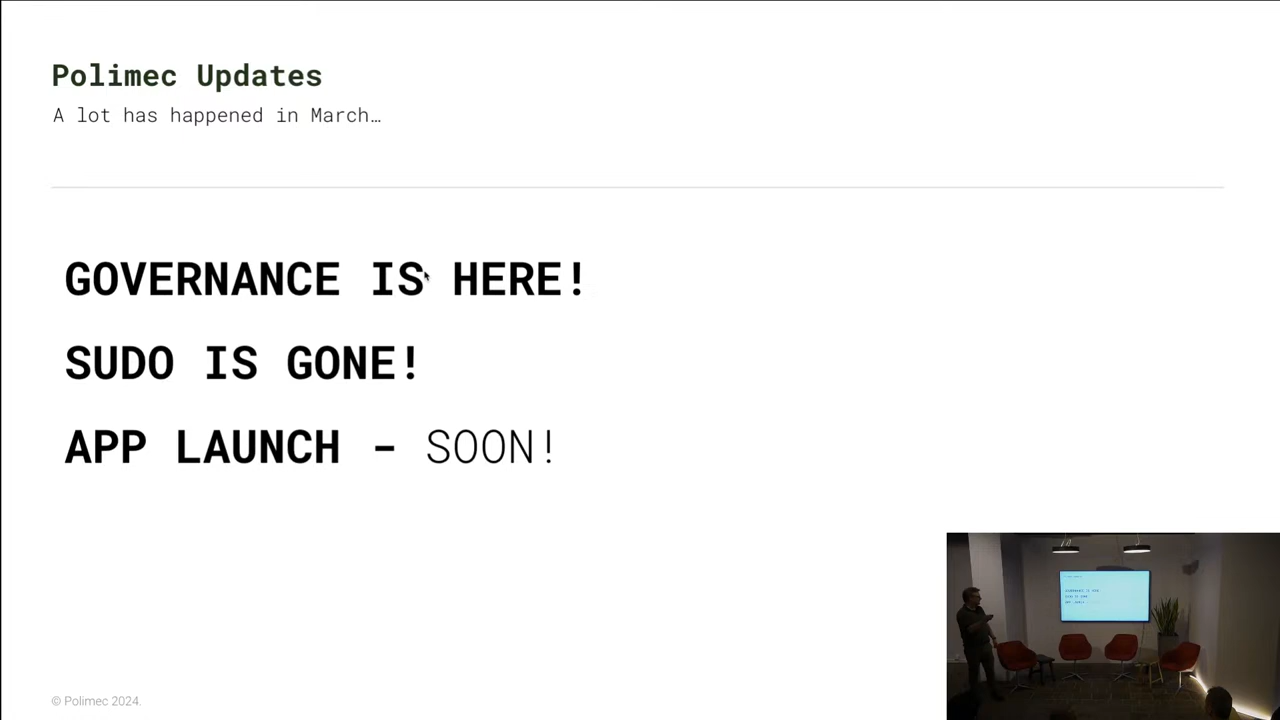 Polimec Updates
A lot has happened in March…
GOVERNANCE IS HERE!
SUDO IS GONE!
APP LAUNCH - SOON!
© Polimec 2024.